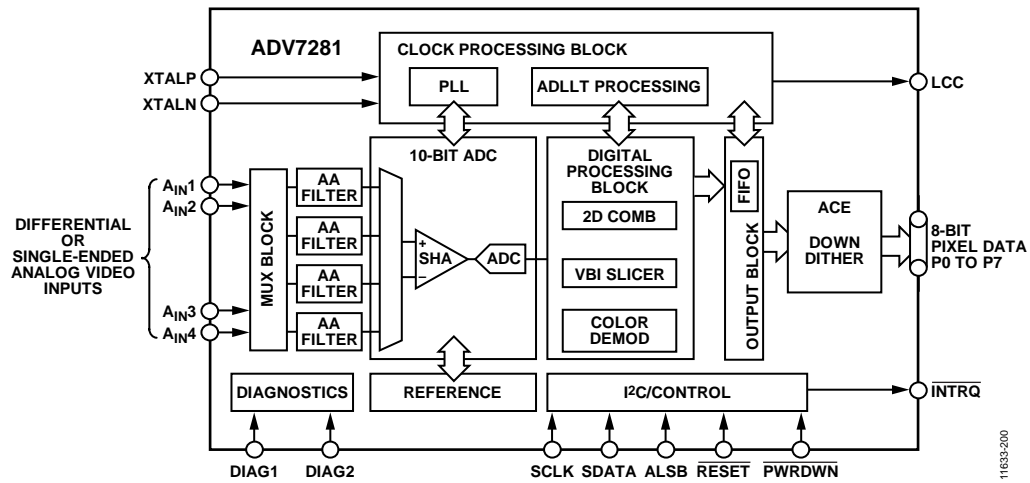 ADV7281
CLOCK PROCESSING BLOCK
PLL
ADLLT PROCESSING
XTALP
XTALN
LCC
10-BIT ADC
DIGITAL
PROCESSING
BLOCK
2D COMB
VBI SLICER
COLOR
DEMOD
FIFO
OUTPUT BLOCK
ACE
DOWN
DITHER
8-BIT
PIXEL DATA
P0 TO P7
DIFFERENTIAL
OR
SINGLE-ENDED
ANALOG VIDEO
INPUTS
AIN1
AIN2
AIN3
AIN4
MUX BLOCK
AA
FILTER
AA
FILTER
AA
FILTER
AA
FILTER
+
SHA
–
ADC
DIAGNOSTICS
REFERENCE
I2C/CONTROL
INTRQ
DIAG1
DIAG2
SCLK
SDATA
ALSB
RESET
PWRDWN
11633-200